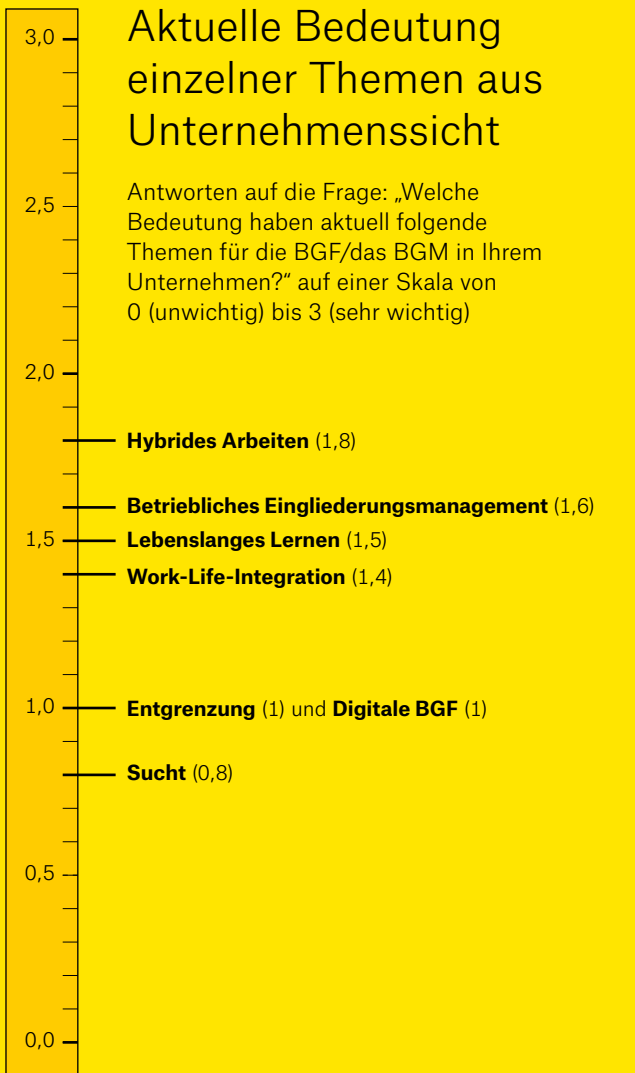 Aktuelle Bedeutung
einzelner Themen aus
Unternehmenssicht
Antworten auf die Frage: „Welche
Bedeutung haben aktuell folgende
Themen für die BGF/das BGM in Ihrem
Unternehmen?“ auf einer Skala von
0 (unwichtig) bis 3 (sehr wichtig)
3,0
2,5
2,0
Hybrides Arbeiten (1,8)
Betriebliches Eingliederungsmanagement (1,6)
1,5
Lebenslanges Lernen (1,5)
Work-Life-Integration (1,4)
1,0
Entgrenzung (1) und Digitale BGF (1)
Sucht (0,8)
0,5
0,0